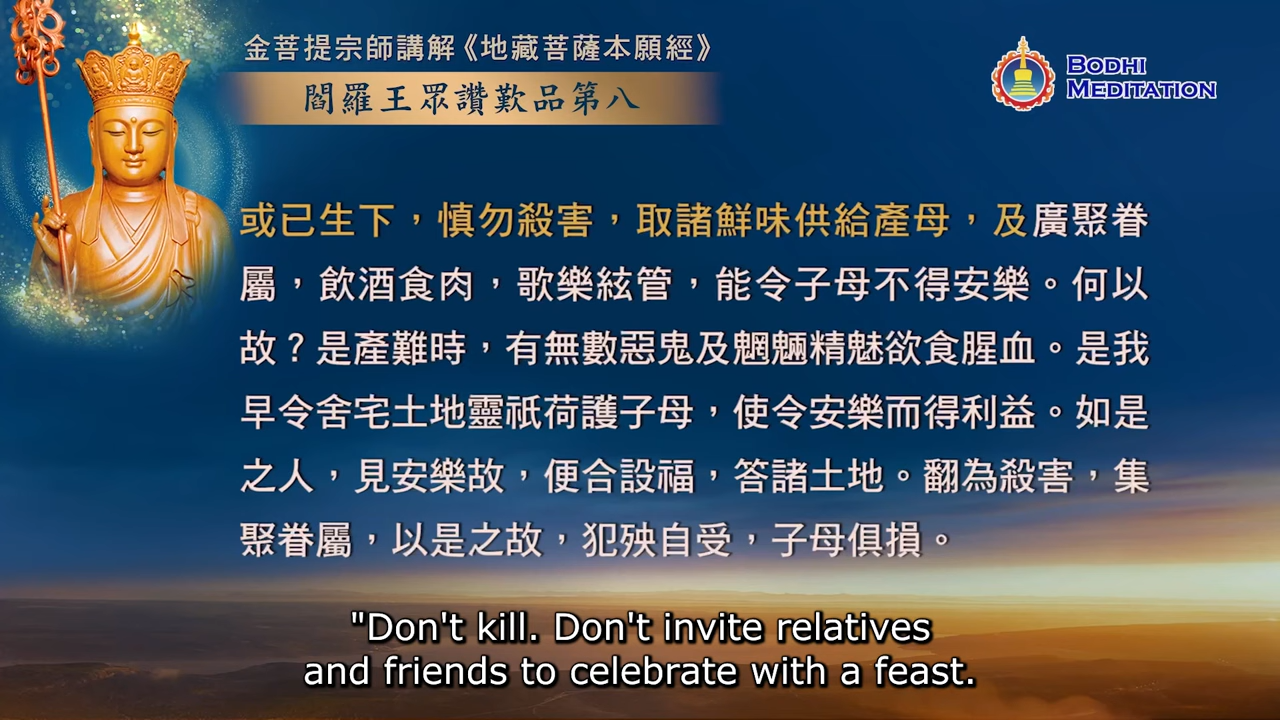 金菩提宗師講解《地藏菩薩本願經》
閻羅王眾讚歎品第八
BODHI
MEDITATION
或已生下，慎勿殺害，取諸鮮味供給產母，及廣聚眷
屬，飲酒食肉，歌樂絃管，能令子母不得安樂。何以
故？是產難時，有無數惡鬼及魍魎精魅欲食腥血。是我
早令舍宅土地靈祇荷護子母，使令安樂而得利益。如是
之人，見安樂故，便合設福，答諸土地。翻為殺害，集
聚眷屬，以是之故，犯殃自受，子母俱損。
"Don't kill. Don't invite relatives
and friends to celebrate with a feast.